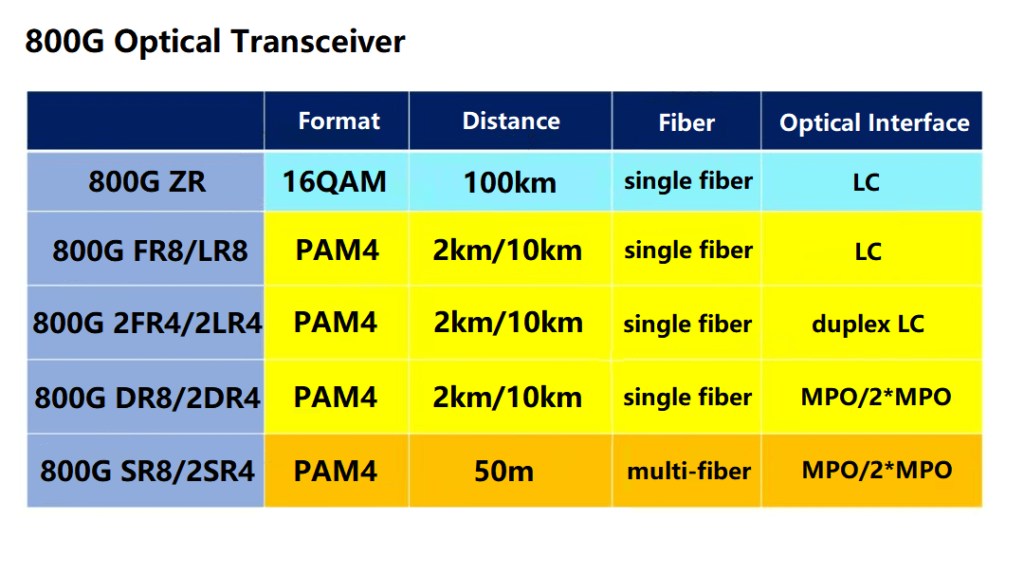 800G Optical Transceiver
Format Distance Fiber Optical Interface
800G ZR 16QAM 100km single fiber LC
800G FR8/LR8 PAM4 2km/10km single fiber LC
800G 2FR4/2LR4 PAM4 2km/10km single fiber duplex LC
800G DR8/2DR4 PAM4 2km/10km single fiber MPO/2*MPO
800G SR8/2SR4 PAM4 50m multi-fiber MPO/2*MPO